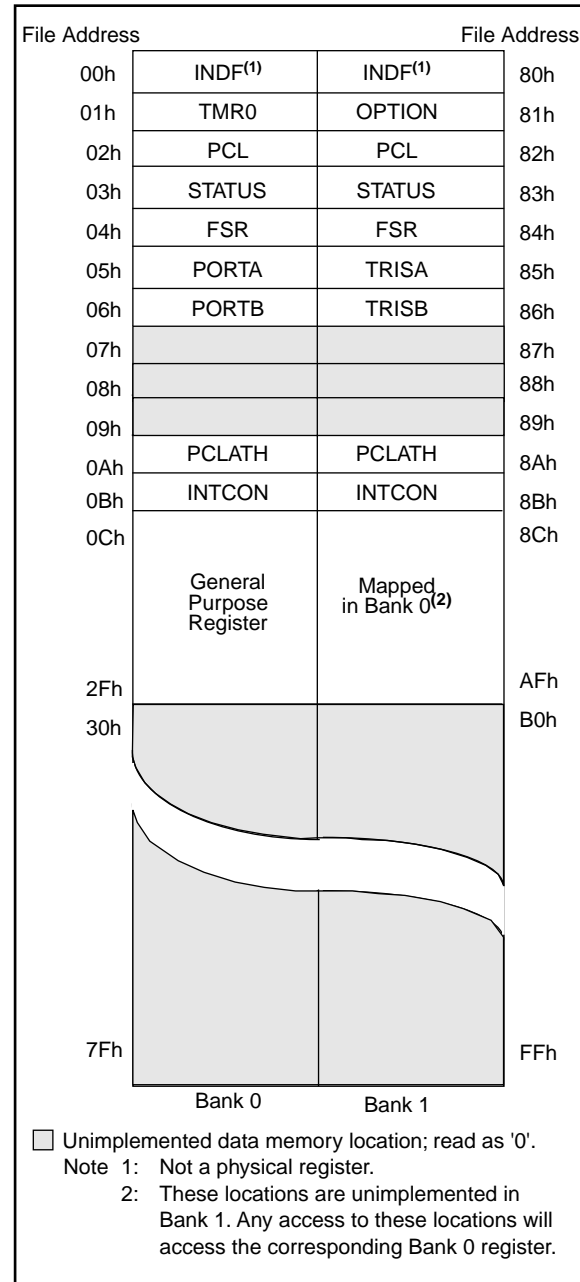 File Address File Address
00h INDF(1) INDF(1) 80h
01h TMR0 OPTION 81h
02h PCL PCL 82h
03h STATUS STATUS 83h
04h FSR FSR 84h
05h PORTA TRISA 85h
06h PORTB TRISB 86h
07h 87h
08h 88h
09h 89h
0Ah PCLATH PCLATH 8Ah
0Bh INTCON INTCON 8Bh
0Ch 8Ch
General Mapped
Purpose in Bank 0(2)
Register
2Fh AFh
30h B0h
7Fh FFh
Bank 0 Bank 1
Unimplemented data memory location; read as '0'.
Note 1: Not a physical register.
2: These locations are unimplemented in
Bank 1. Any access to these locations will
access the corresponding Bank 0 register.